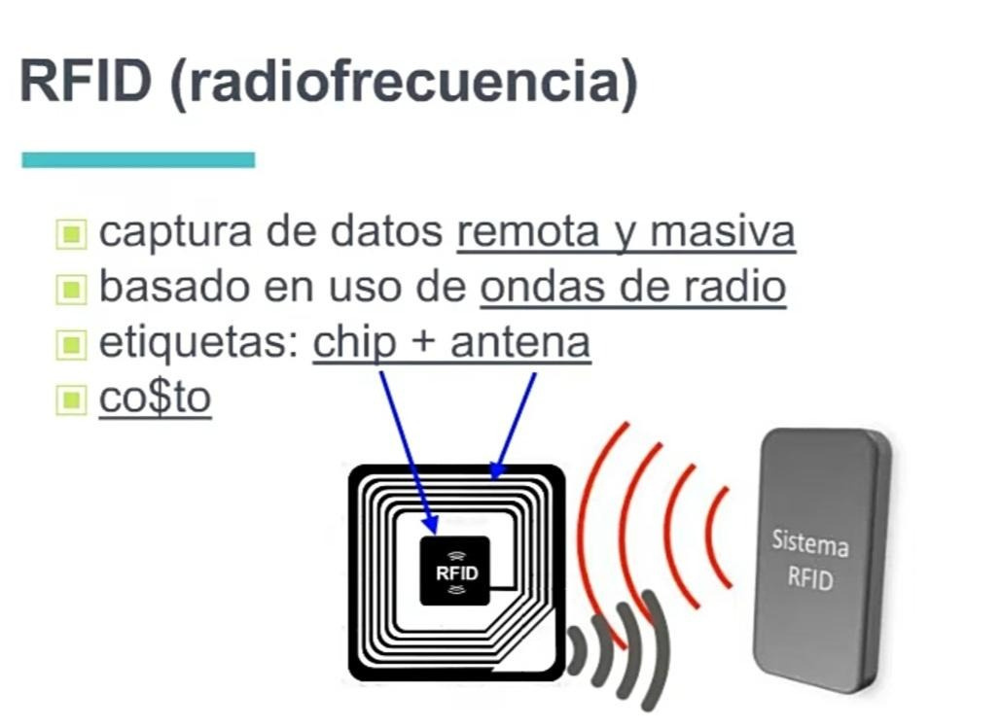 RFID (radiofrecuencia)
captura de datos remota y masiva
basado en uso de ondas de radio
etiquetas: chip + antena
co$to
RFID
Sistema
RFID